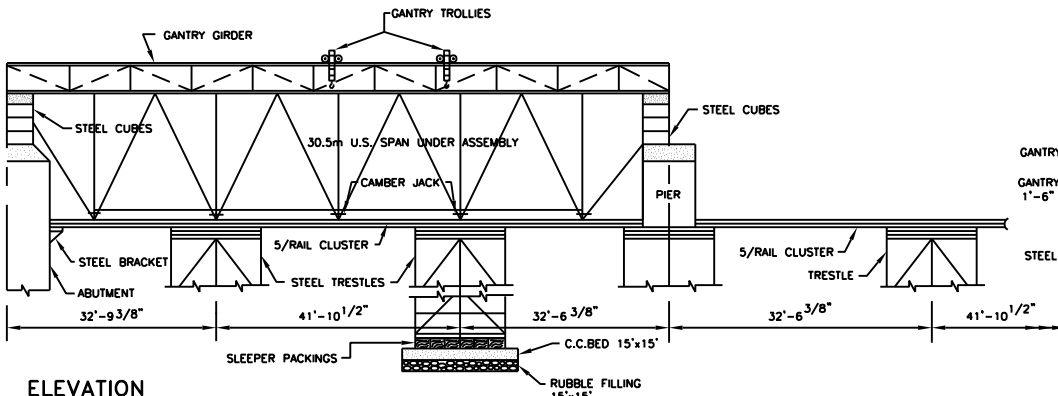 GANTRY TROLLIES
GANTRY GIRDER
STEEL CUBES
STEEL CUBES
30.5m U.S. SPAN UNDER ASSEMBLY
GANTRY
CAMBER JACK
PIER
GANTRY
1'-6"
5/RAIL CLUSTER
5/RAIL CLUSTER
STEEL BRACKET
STEEL TRESTLES
TRESTLE
STEEL
ABUTMENT
32'-9 3/8"
41'-10 1/2"
32'-6 3/8"
32'-6 3/8"
41'-10 1/2"
SLEEPER PACKINGS
C.C.BED 15'x15'
ELEVATION
RUBBLE FILLING
15'x15'